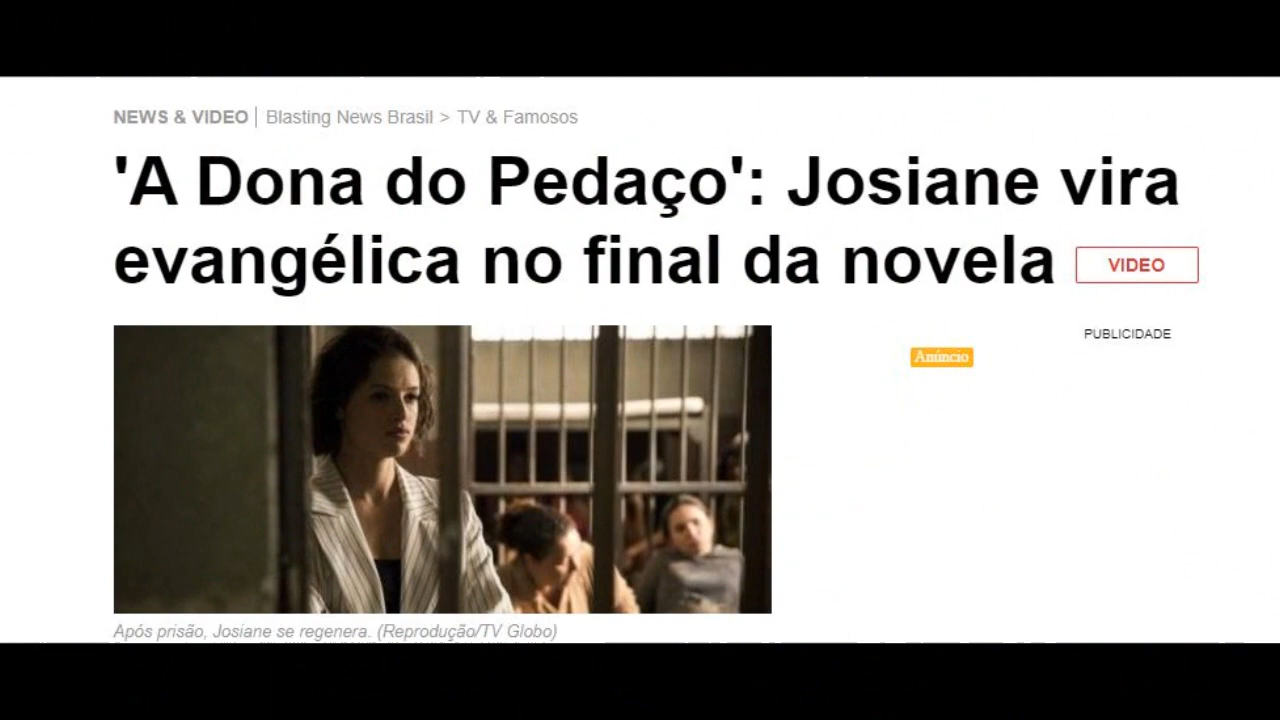 NEWS & VIDEO | Blasting News Brasil > TV & Famosos
'A Dona do Pedaço': Josiane vira
evangélica no final da novela
VIDEO
PUBLICIDADE
Anúncio
Após prisão, Josiane se regenera. (Reprodução/TV Globo)